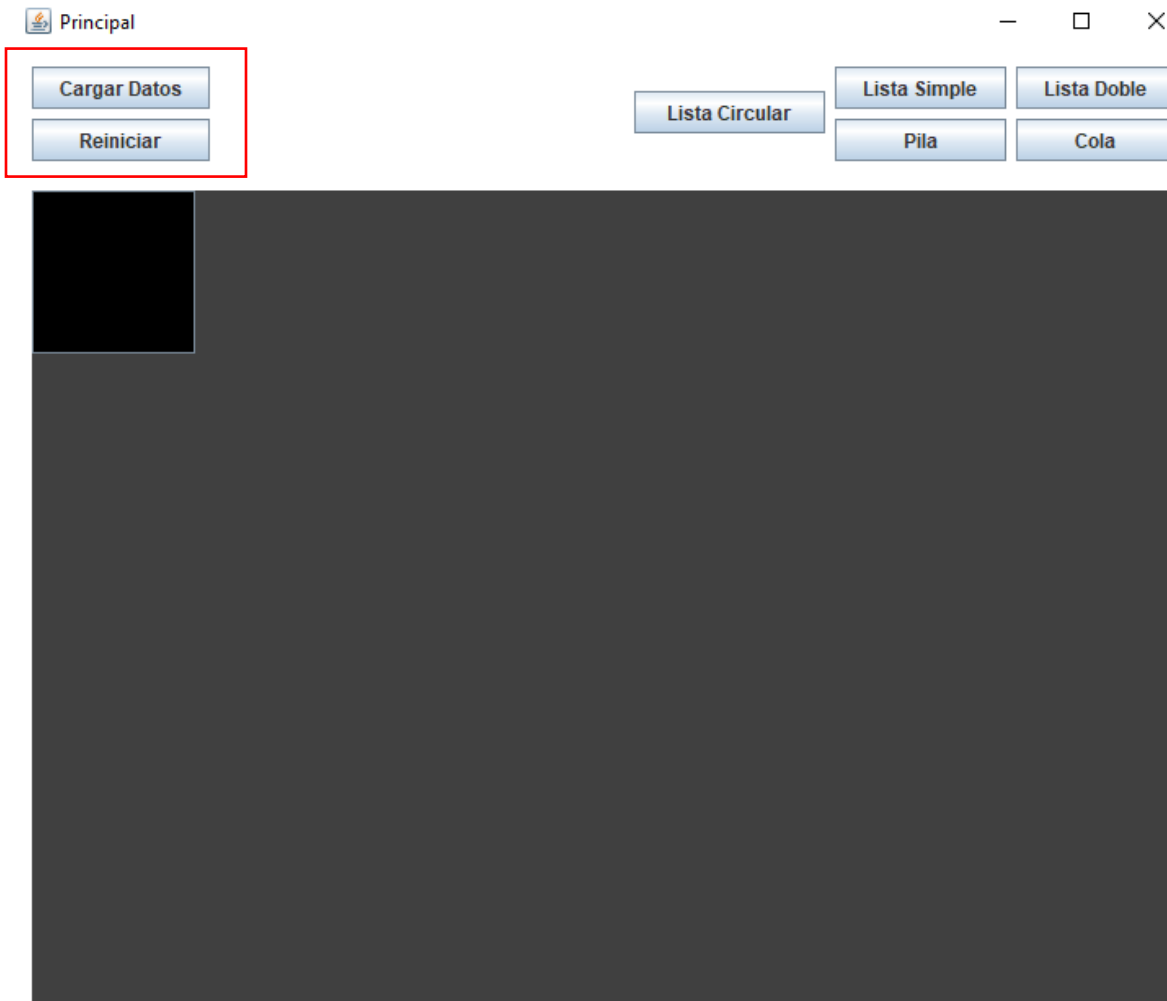 Principal
Cargar Datos
Reiniciar
Lista Circular
Lista Simple
Lista Doble
Pila
Cola